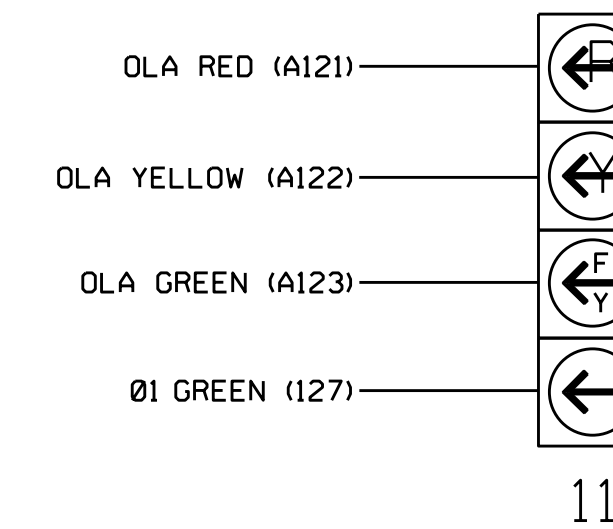 OLA RED (A121)
R
OLA YELLOW (A122)
Y
OLA GREEN (A123)
F
Y
Ø1 GREEN (127)
11